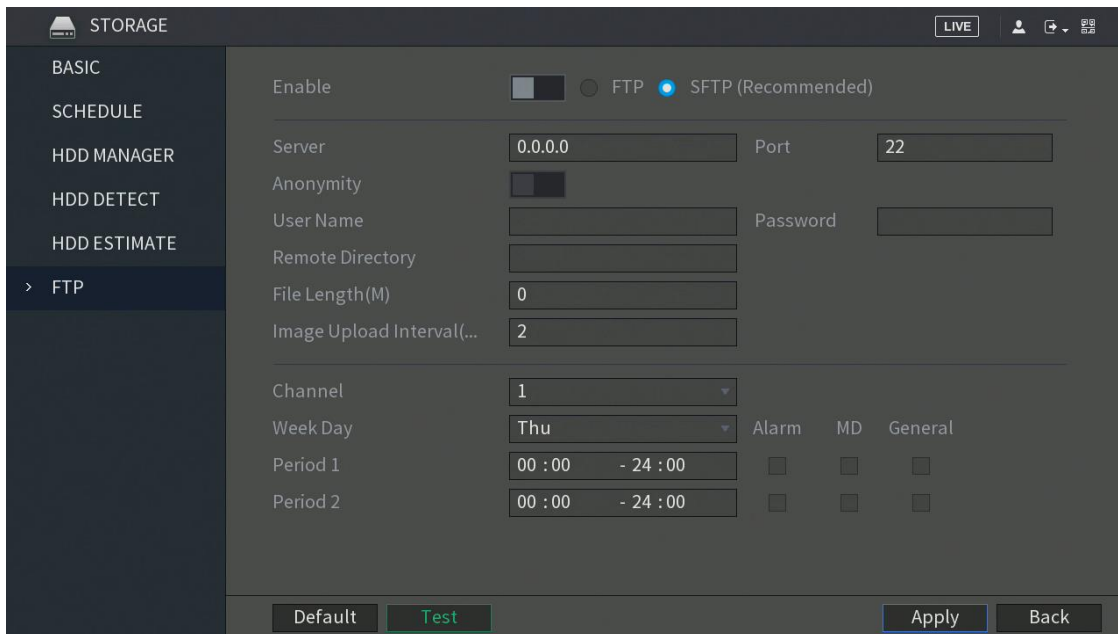 STORAGE
LIVE
BASIC
SCHEDULE
HDD MANAGER
HDD DETECT
HDD ESTIMATE
> FTP
Enable FTP SFTP (Recommended)
Server 0.0.0.0 Port 22
Anonymity
User Name Password
Remote Directory
File Length(M) 0
Image Upload Interval(... 2
Channel 1
Week Day Thu Alarm MD General
Period 1 00 :00 - 24 :00
Period 2 00 :00 - 24 :00
Default Test Apply Back